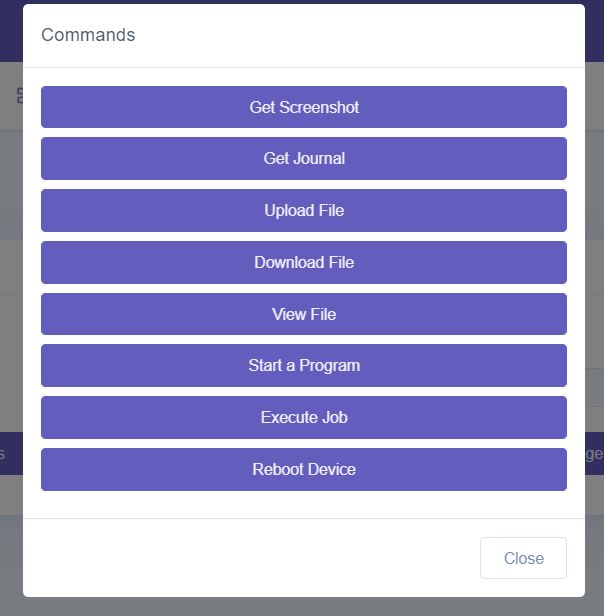 Commands
Get Screenshot
Get Journal
Upload File
Download File
View File
Start a Program
Execute Job
Reboot Device
Close